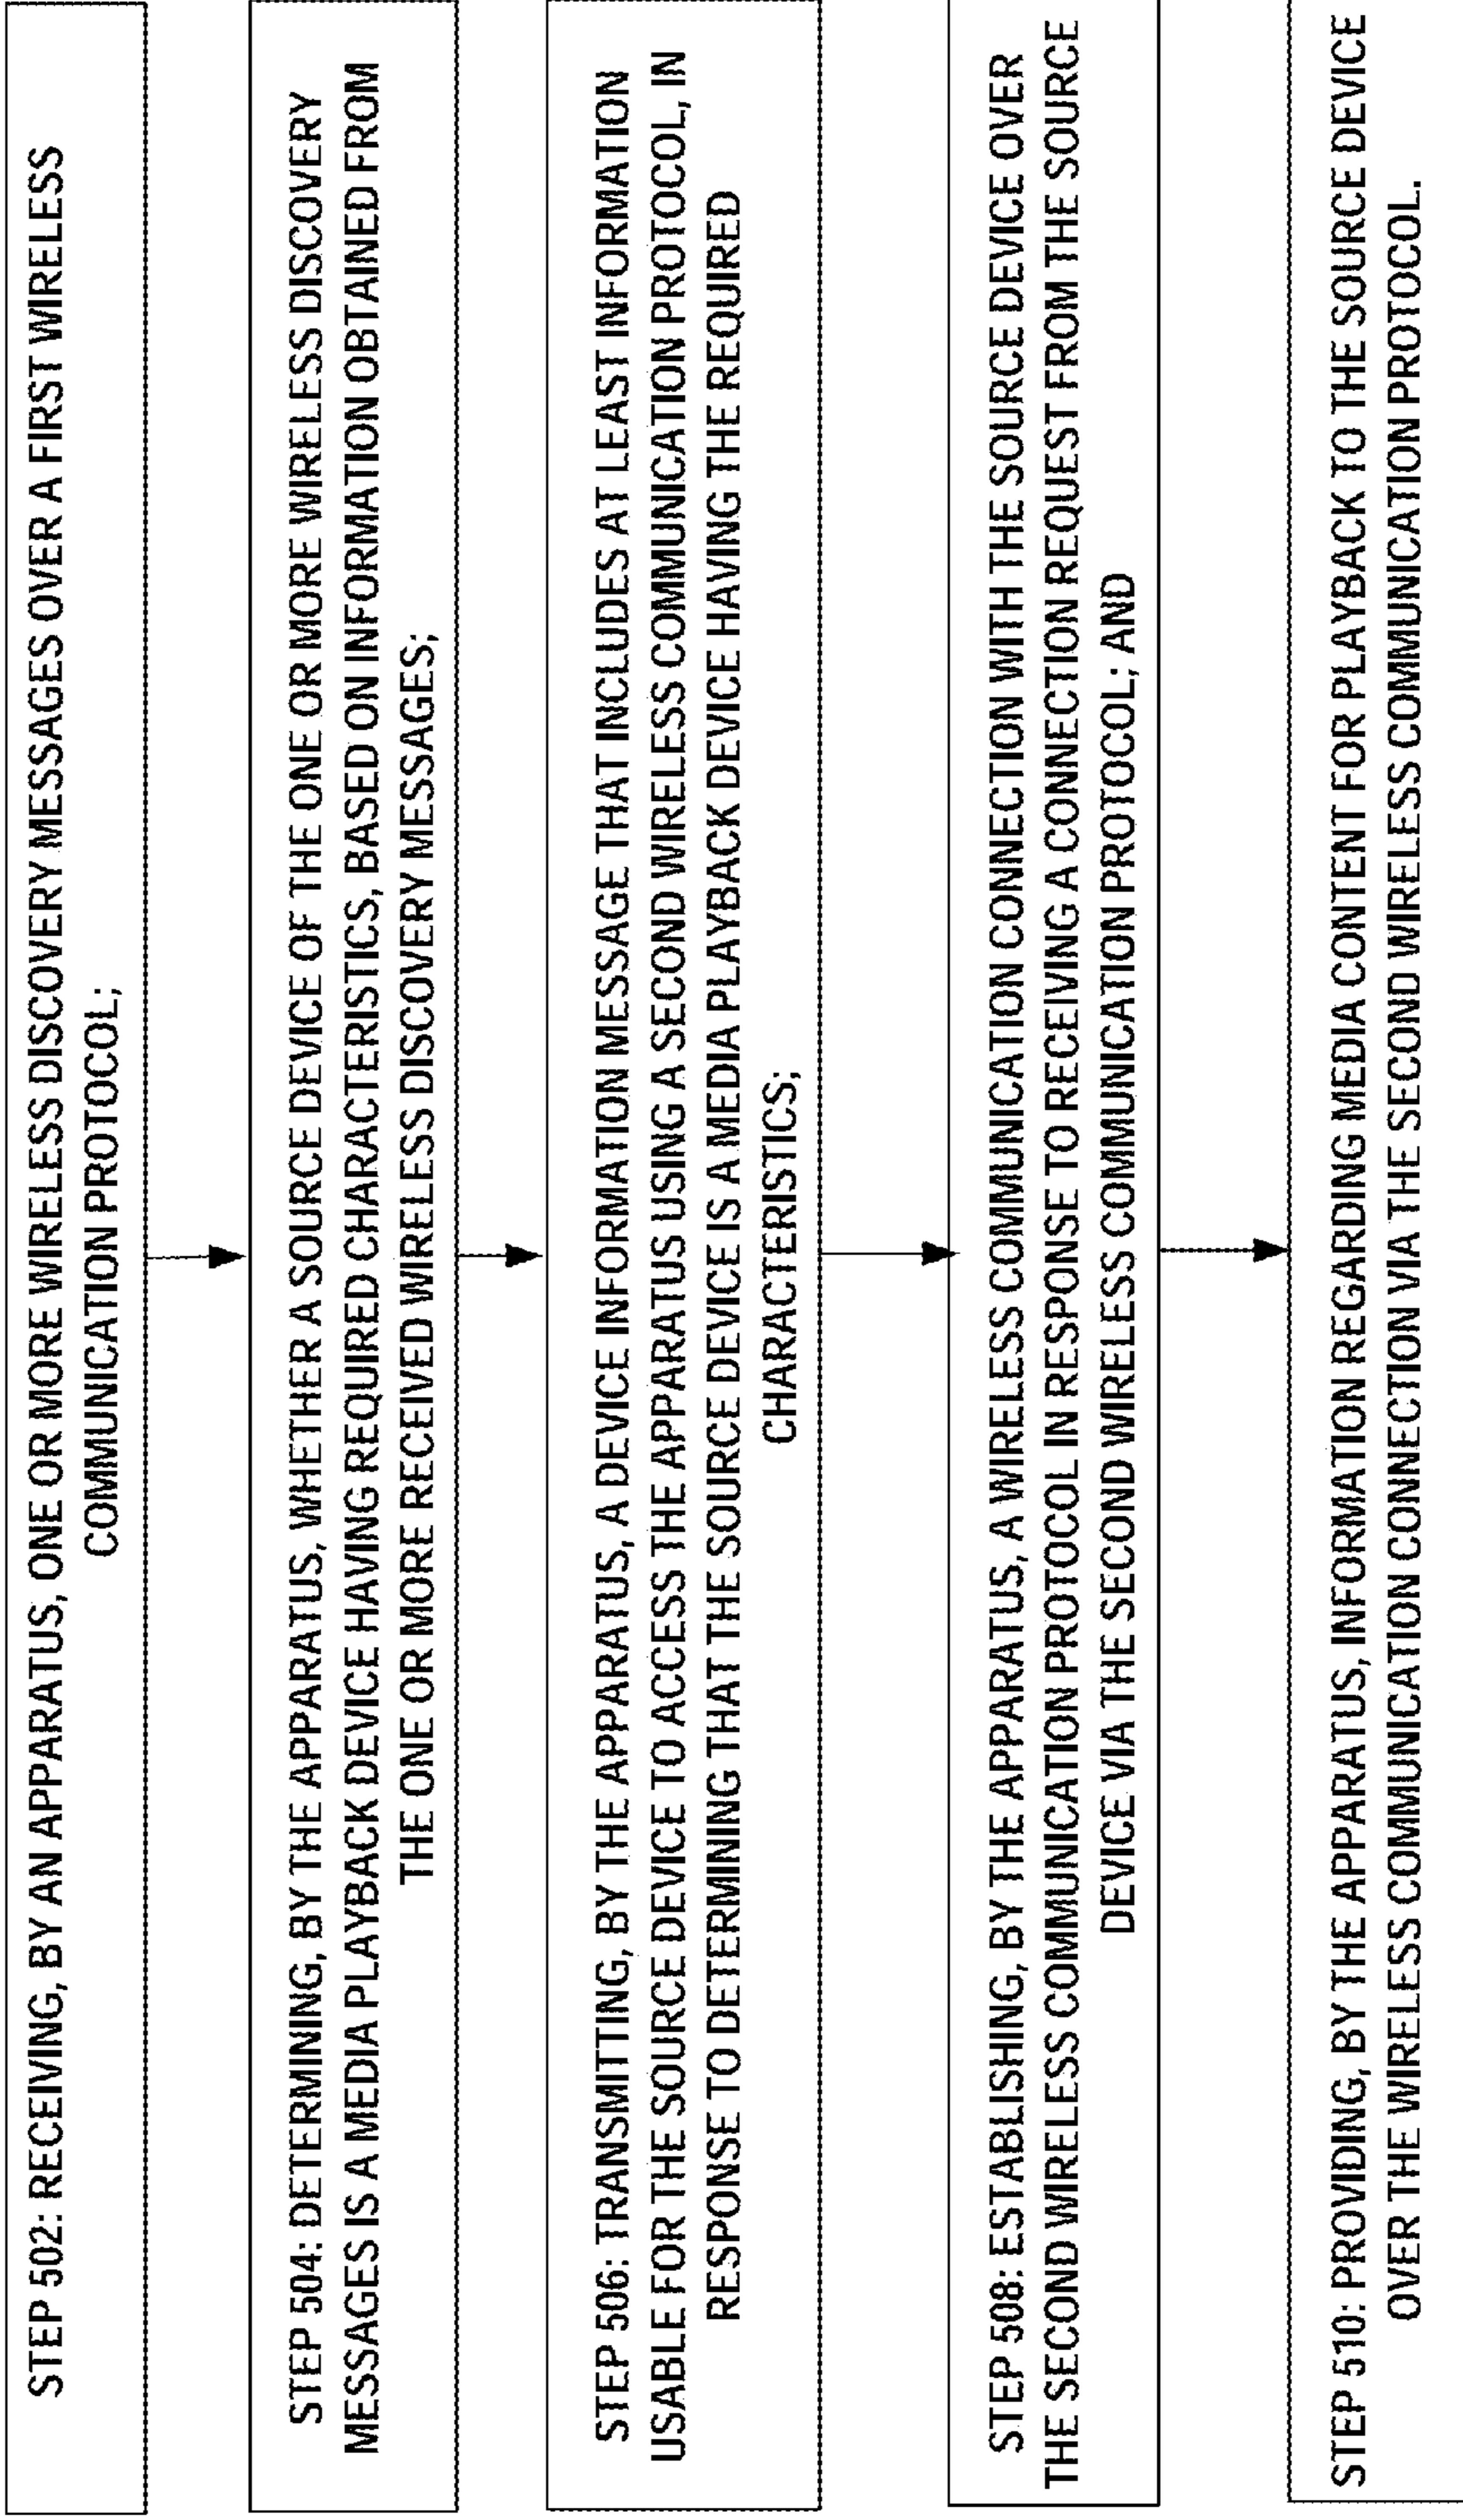 STEP 502: RECEIVING, BY AN APPARATUS, ONE OR MORE WIRELESS DISCOVERY MESSAGES OVER A FIRST WIRELESS
COMMUNICATION PROTOCOL;
STEP 504: DETERMINING, BY THE APPARATUS, WHETHER A SOURCE DEVICE OF THE ONE OR MORE WIRELESS DISCOVERY
MESSAGES IS A MEDIA PLAYBACK DEVICE HAVING REQUIRED CHARACTERISTICS, BASED ON INFORMATION OBTAINED FROM
THE ONE OR MORE RECEIVED WIRELESS DISCOVERY MESSAGES;
STEP 506: TRANSMITTING, BY THE APPARATUS, A DEVICE INFORMATION MESSAGE THAT INCLUDES AT LEAST INFORMATION
USABLE FOR THE SOURCE DEVICE TO ACCESS THE APPARATUS USING A SECOND WIRELESS COMMUNICATION PROTOCOL, IN
RESPONSE TO DETERMINING THAT THE SOURCE DEVICE IS A MEDIA PLAYBACK DEVICE HAVING THE REQUIRED
CHARACTERISTICS;
STEP 508: ESTABLISHING, BY THE APPARATUS, A WIRELESS COMMUNICATION CONNECTION WITH THE SOURCE DEVICE OVER
THE SECOND WIRELESS COMMUNICATION PROTOCOL IN RESPONSE TO RECEIVING A CONNECTION REQUEST FROM THE SOURCE
DEVICE VIA THE SECOND WIRELESS COMMUNICATION PROTOCOL; AND
STEP 510: PROVIDING, BY THE APPARATUS, INFORMATION REGARDING MEDIA CONTENT FOR PLAYBACK TO THE SOURCE DEVICE
OVER THE WIRELESS COMMUNICATION CONNECTION VIA THE SECOND WIRELESS COMMUNICATION PROTOCOL.